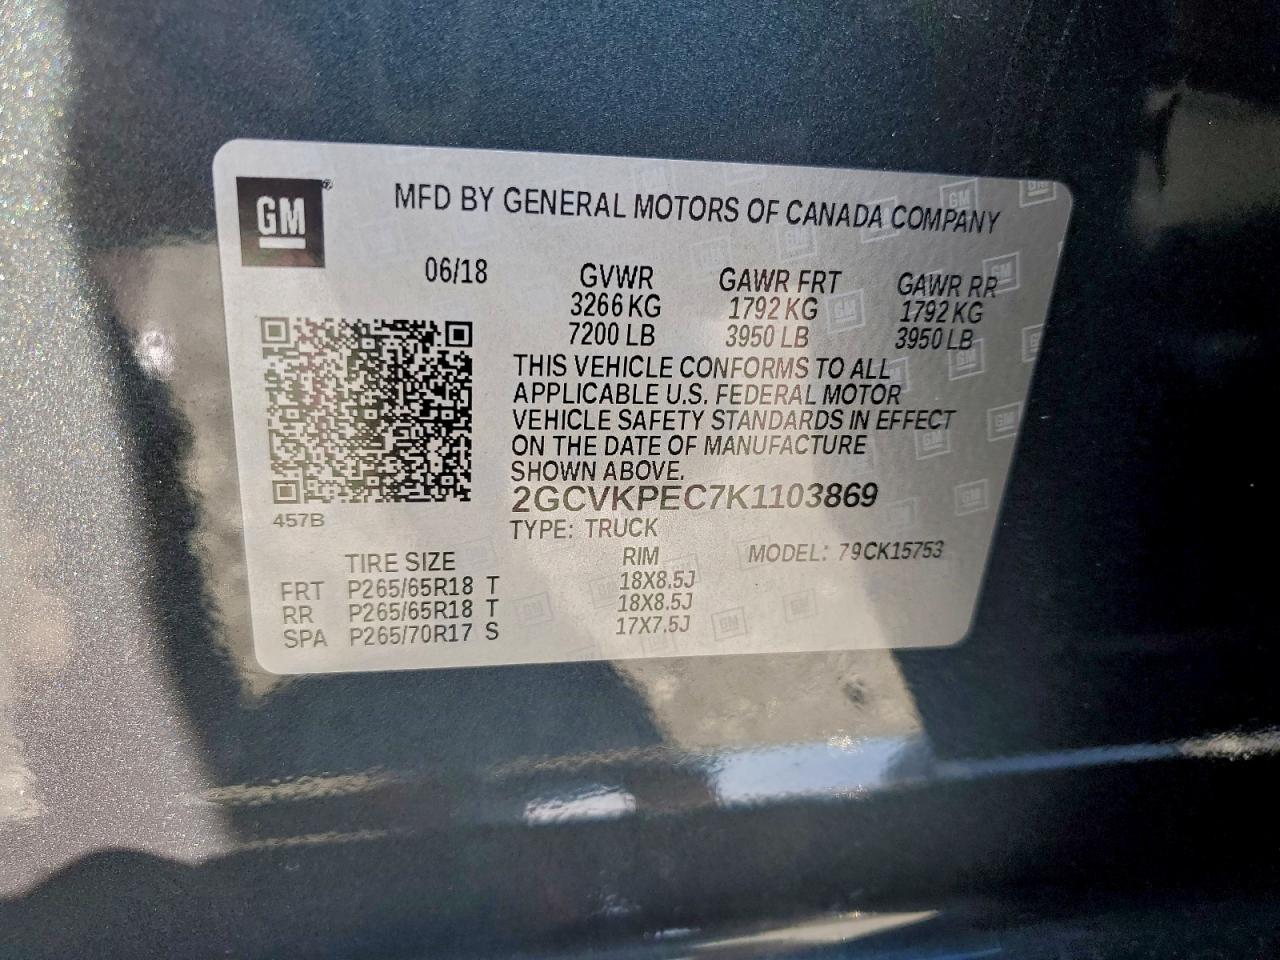 GM
MFD BY GENERAL MOTORS OF CANADA COMPANY
06/18 GVWR GAWR FRT GAWR RR
3266 KG 1792 KG 1792 KG
7200 LB 3950 LB 3950 LB
THIS VEHICLE CONFORMS TO ALL
APPLICABLE U.S. FEDERAL MOTOR
VEHICLE SAFETY STANDARDS IN EFFECT
ON THE DATE OF MANUFACTURE
SHOWN ABOVE.
2GCVKPEC7K1103869
457B
TYPE: TRUCK
TIRE SIZE RIM MODEL: 79CK15753
FRT P265/65R18 T 18X8.5J
RR P265/65R18 T 18X8.5J
SPA P265/70R17 S 17X7.5J